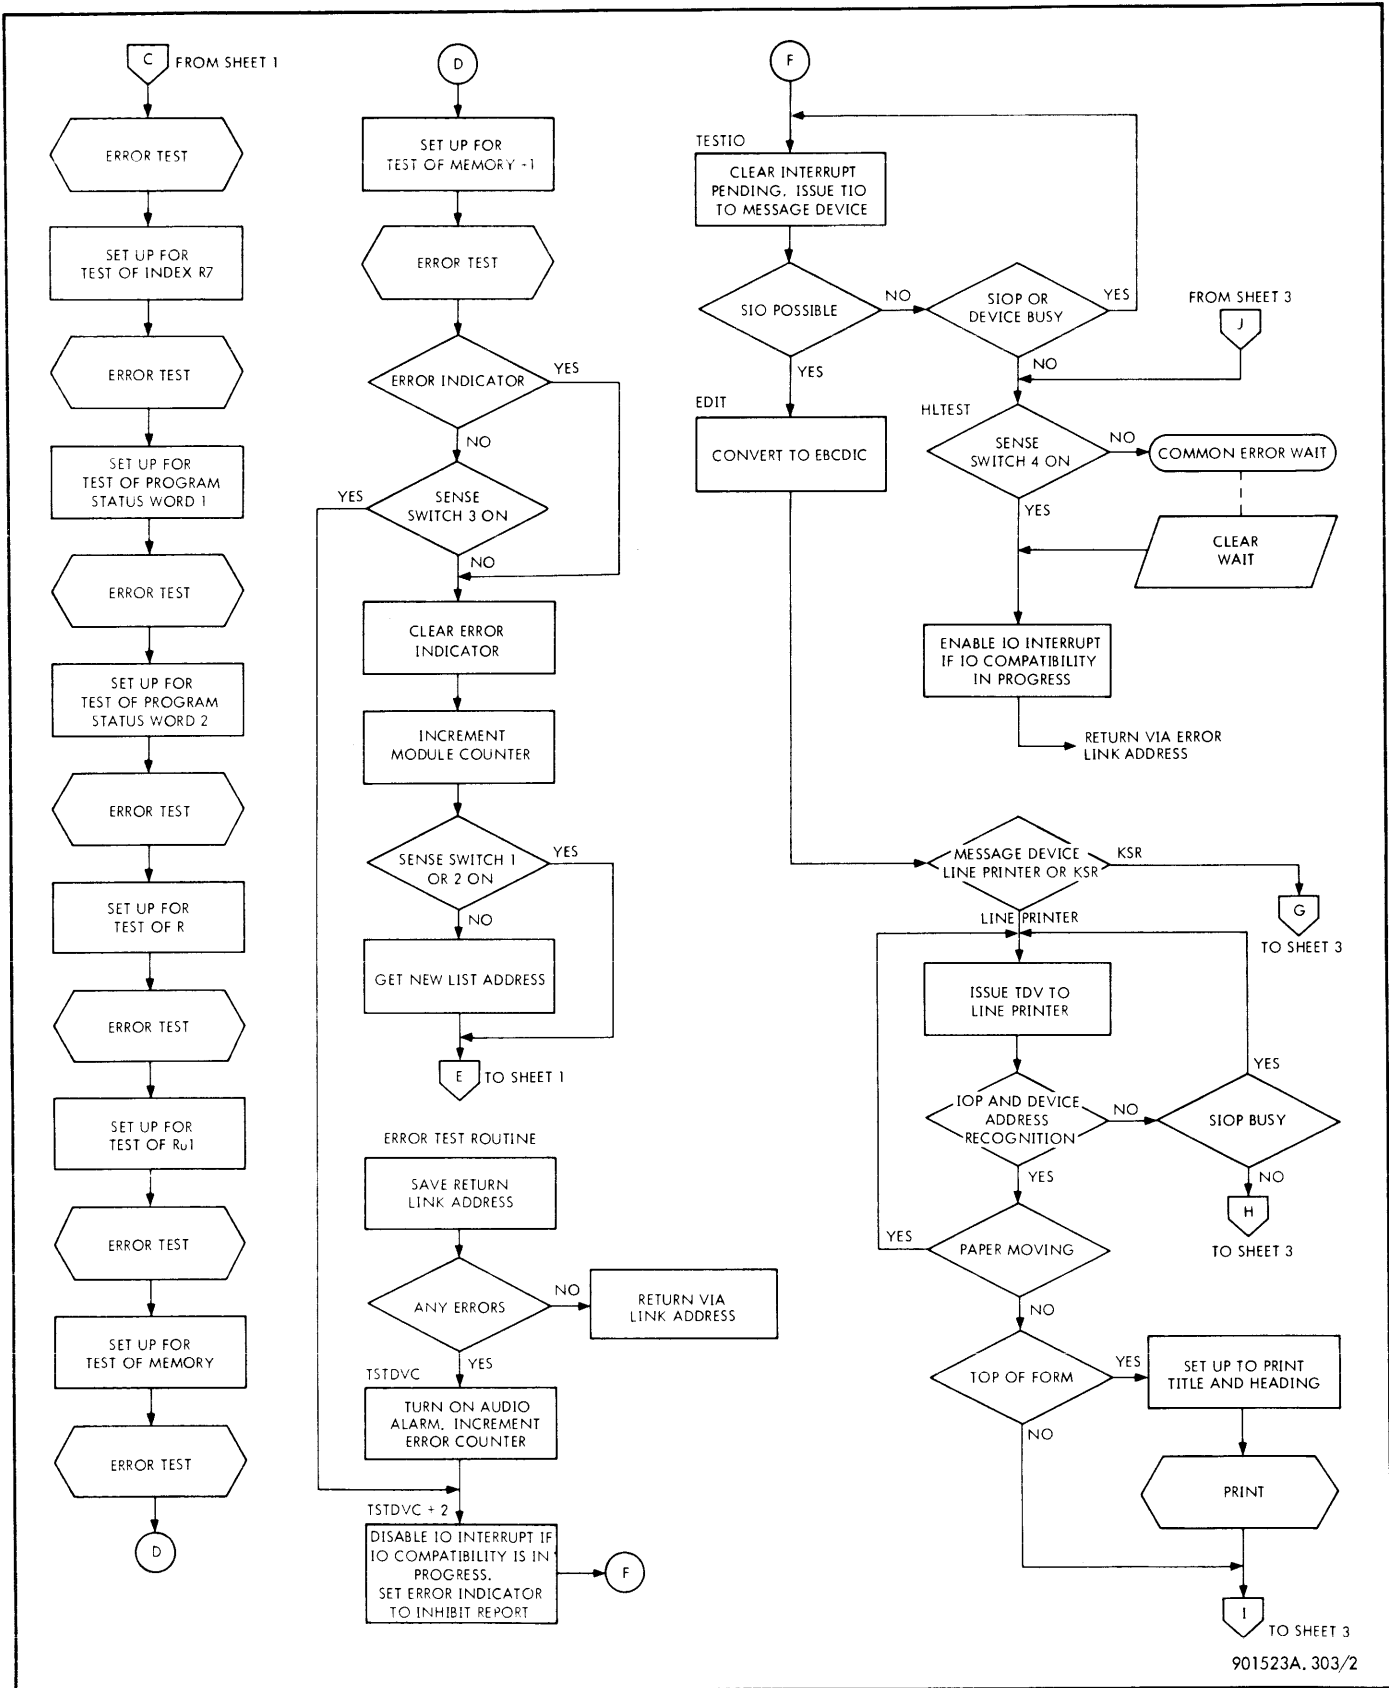 C
FROM SHEET 1
ERROR TEST
SET UP FOR
TEST OF INDEX R7
ERROR TEST
SET UP FOR
TEST OF PROGRAM
STATUS WORD 1
ERROR TEST
SET UP FOR
TEST OF PROGRAM
STATUS WORD 2
ERROR TEST
SET UP FOR
TEST OF R
ERROR TEST
SET UP FOR
TEST OF Ru1
ERROR TEST
SET UP FOR
TEST OF MEMORY
ERROR TEST
D
D
SET UP FOR
TEST OF MEMORY +1
ERROR TEST
ERROR INDICATOR
YES
NO
YES
SENSE
SWITCH 3 ON
NO
CLEAR ERROR
INDICATOR
INCREMENT
MODULE COUNTER
SENSE SWITCH 1
OR 2 ON
YES
NO
GET NEW LIST ADDRESS
E
TO SHEET 1
ERROR TEST ROUTINE
SAVE RETURN
LINK ADDRESS
ANY ERRORS
NO
RETURN VIA
LINK ADDRESS
YES
TSTDVC
TURN ON AUDIO
ALARM. INCREMENT
ERROR COUNTER
TSTDVC + 2
DISABLE IO INTERRUPT IF
IO COMPATIBILITY IS IN
PROGRESS.
SET ERROR INDICATOR
TO INHIBIT REPORT
F
F
TESTIO
CLEAR INTERRUPT
PENDING. ISSUE TIO
TO MESSAGE DEVICE
SIO POSSIBLE
NO
SIOP OR
DEVICE BUSY
YES
YES
NO
FROM SHEET 3
J
EDIT
CONVERT TO EBCDIC
HLTEST
SENSE
SWITCH 4 ON
NO
COMMON ERROR WAIT
YES
CLEAR
WAIT
ENABLE IO INTERRUPT
IF IO COMPATIBILITY
IN PROGRESS
RETURN VIA ERROR
LINK ADDRESS
MESSAGE DEVICE
LINE PRINTER OR KSR
KSR
G
TO SHEET 3
LINE PRINTER
ISSUE TDV TO
LINE PRINTER
IOP AND DEVICE
ADDRESS
RECOGNITION
NO
SIOP BUSY
YES
NO
H
TO SHEET 3
YES
PAPER MOVING
YES
NO
TOP OF FORM
YES
SET UP TO PRINT
TITLE AND HEADING
NO
PRINT
I
TO SHEET 3
901523A. 303/2